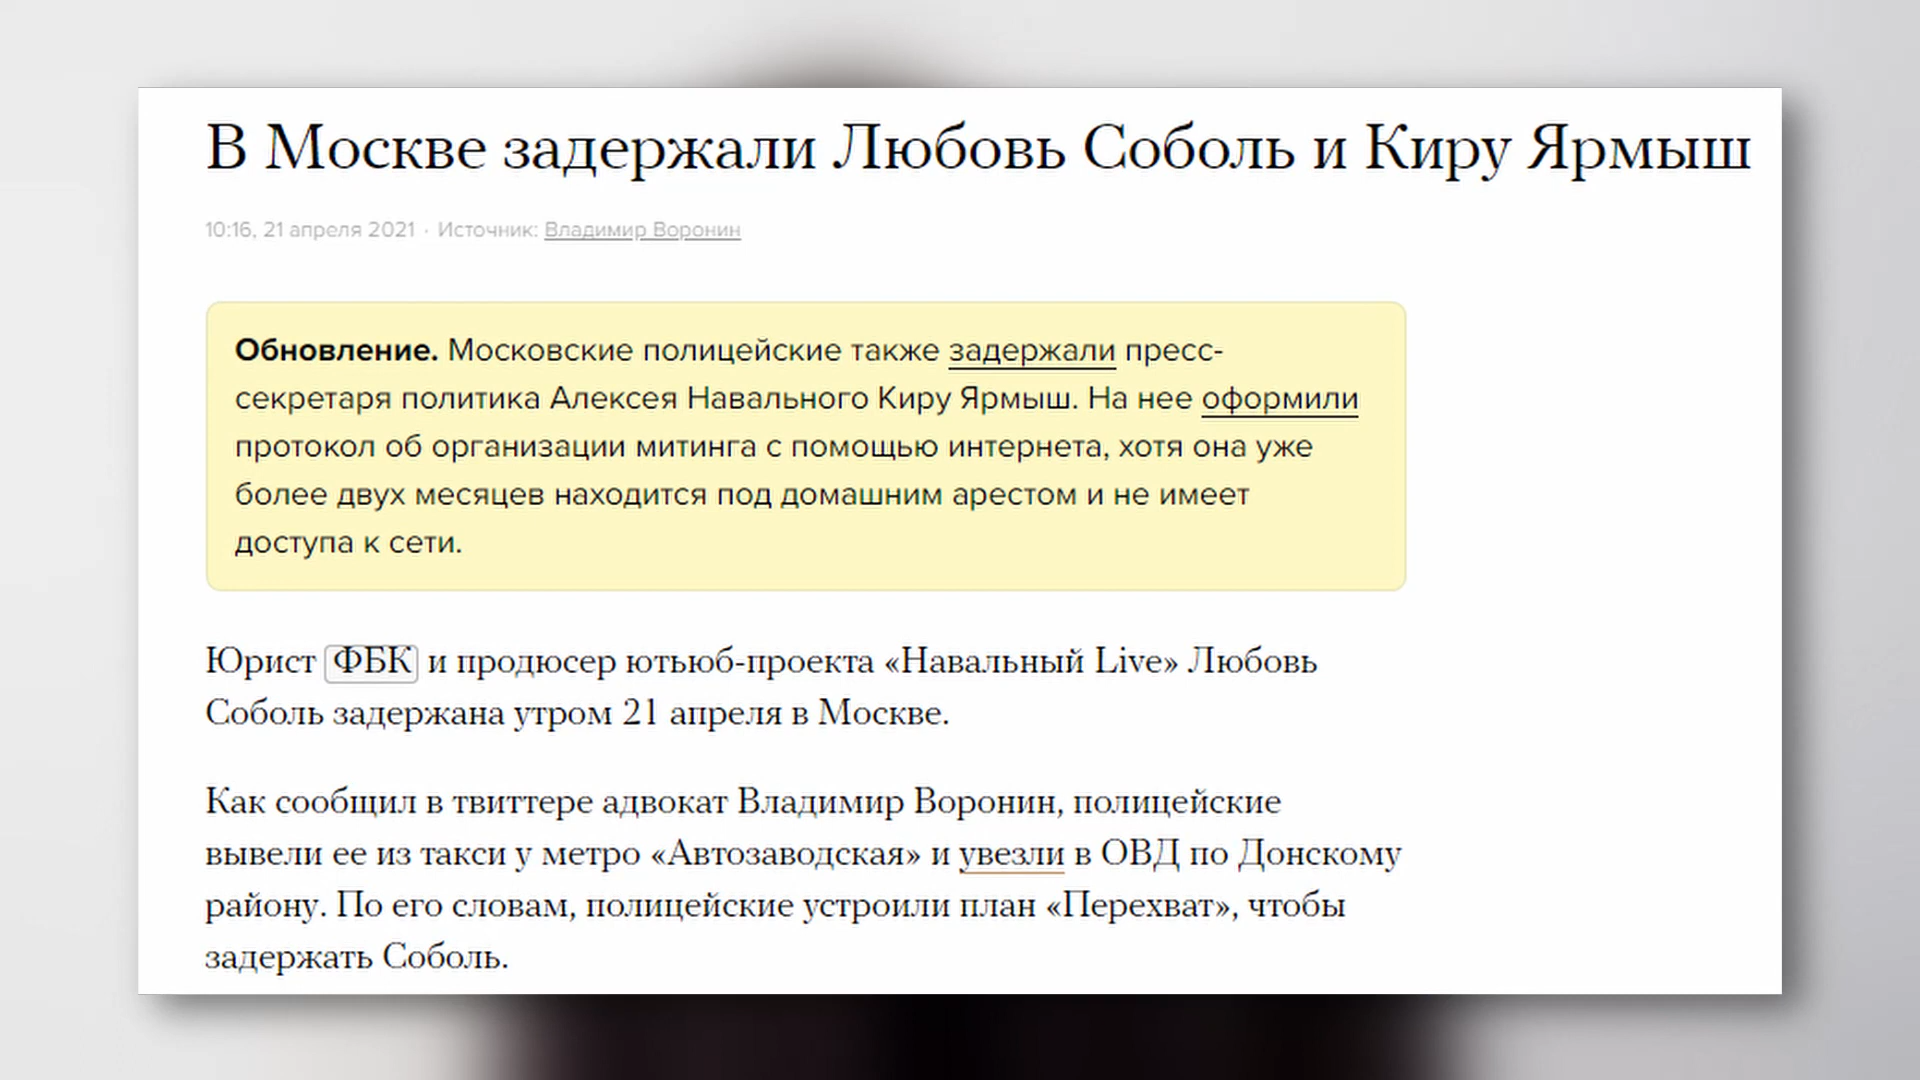 В Москве задержали Любовь Соболь и Киру Ярмыш
10:16, 21 апреля 2021 · Источник: Владимир Воронин
Обновление. Московские полицейские также задержали пресс-
секретаря политика Алексея Навального Киру Ярмыш. На нее оформили
протокол об организации митинга с помощью интернета, хотя она уже
более двух месяцев находится под домашним арестом и не имеет
доступа к сети.
Юрист ФБК и продюсер ютьюб-проекта «Навальный Live» Любовь
Соболь задержана утром 21 апреля в Москве.
Как сообщил в твиттере адвокат Владимир Воронин, полицейские
вывели ее из такси у метро «Автозаводская» и увезли в ОВД по Донскому
району. По его словам, полицейские устроили план «Перехват», чтобы
задержать Соболь.